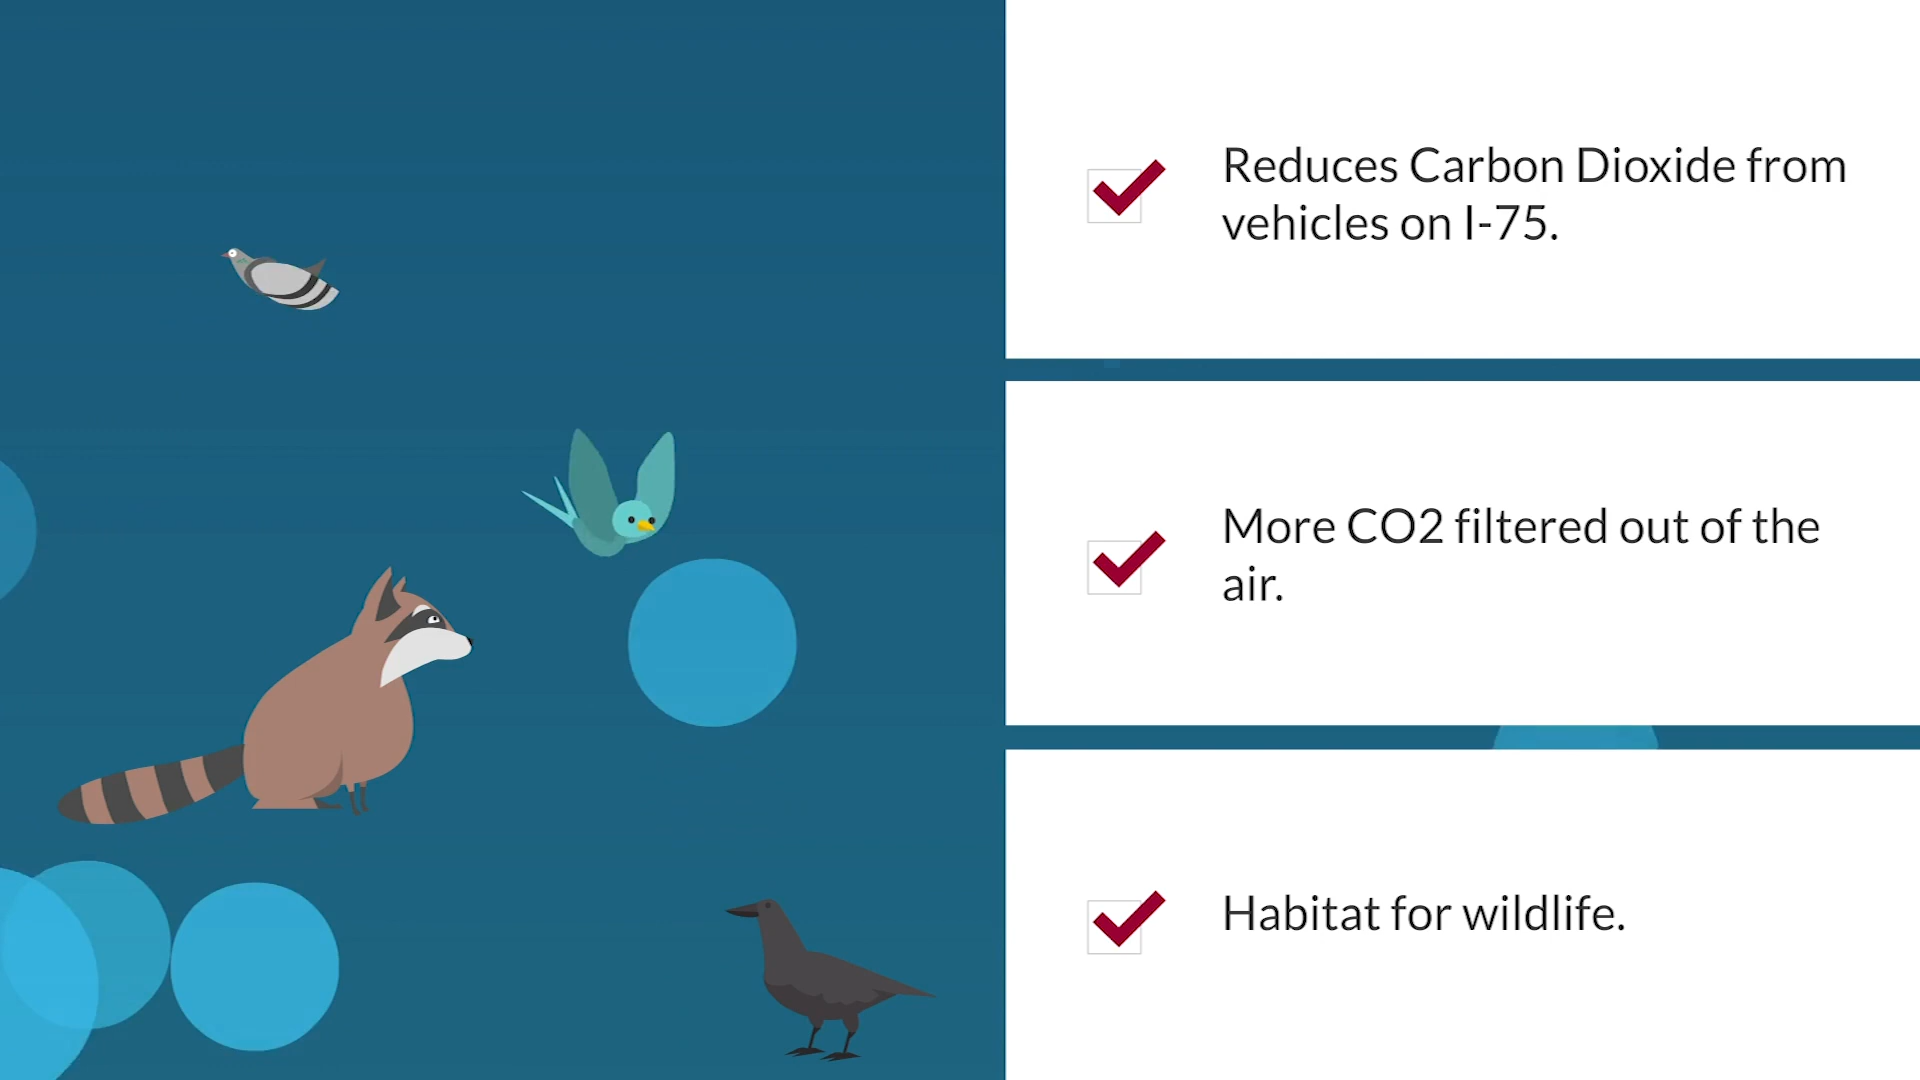 Reduces Carbon Dioxide from
vehicles on I-75.
More CO2 filtered out of the
air.
Habitat for wildlife.